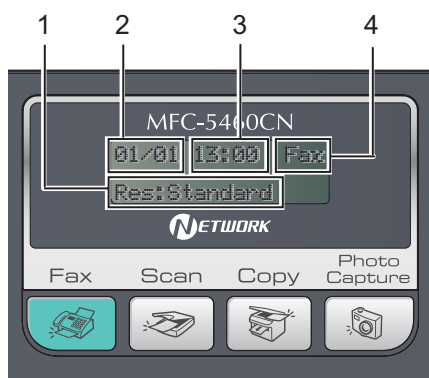 1 2 3 4
MFC-5460CN
01/01 13:00 Fax
Res:Standard
NETWORK
Fax Scan Copy Photo Capture